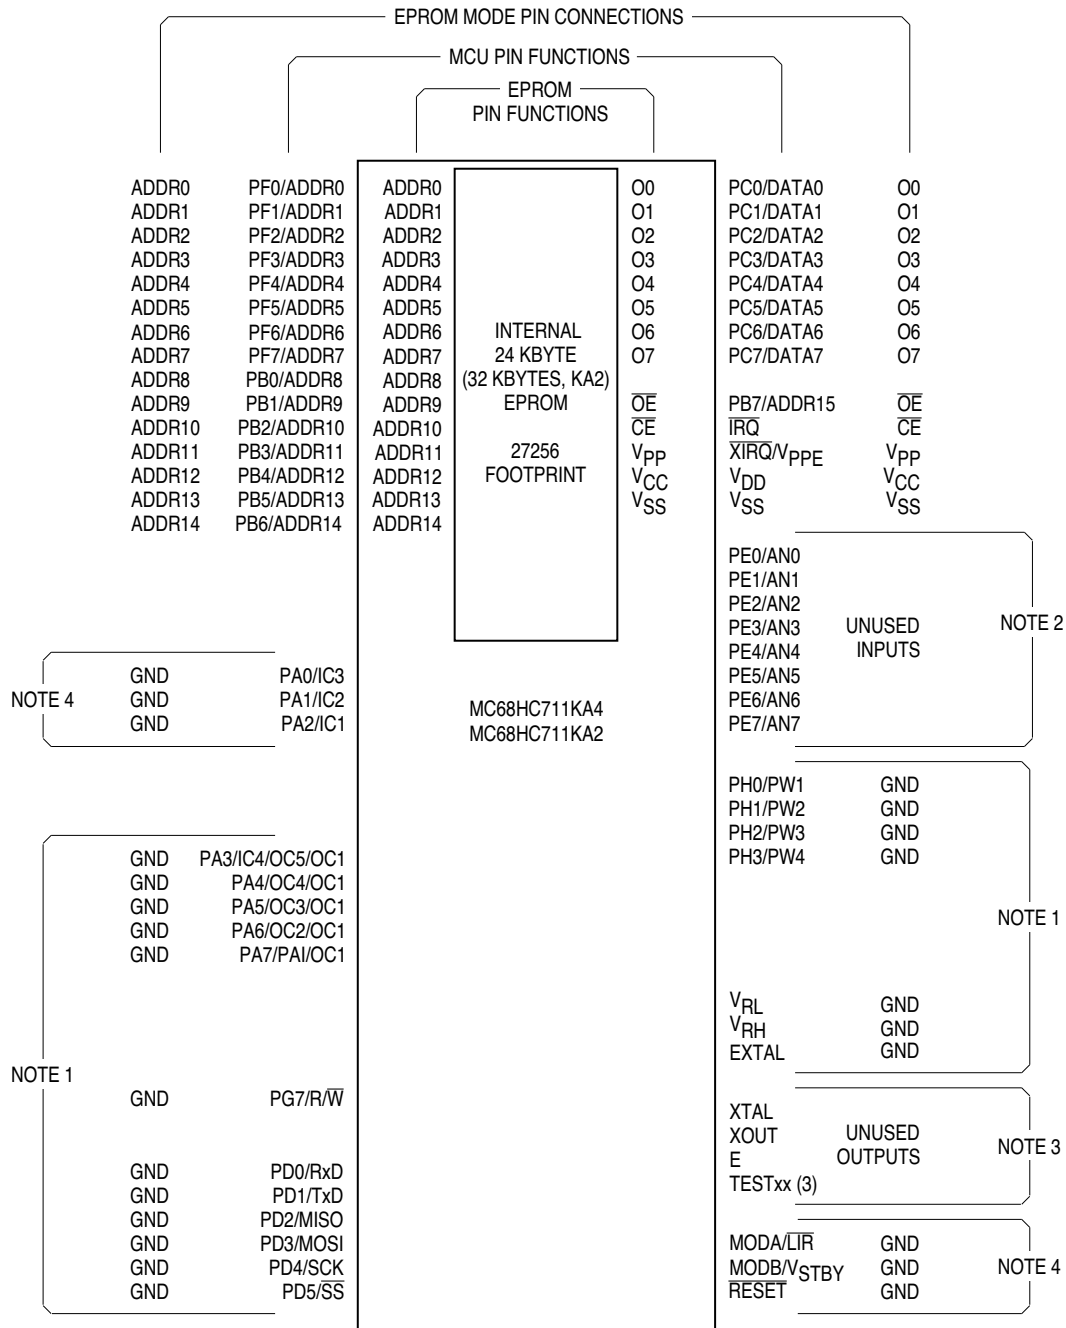 EPROM MODE PIN CONNECTIONS
MCU PIN FUNCTIONS
EPROM
PIN FUNCTIONS
ADDR0 PF0/ADDR0 ADDR0 O0 PC0/DATA0 O0
ADDR1 PF1/ADDR1 ADDR1 O1 PC1/DATA1 O1
ADDR2 PF2/ADDR2 ADDR2 O2 PC2/DATA2 O2
ADDR3 PF3/ADDR3 ADDR3 O3 PC3/DATA3 O3
ADDR4 PF4/ADDR4 ADDR4 O4 PC4/DATA4 O4
ADDR5 PF5/ADDR5 ADDR5 O5 PC5/DATA5 O5
ADDR6 PF6/ADDR6 ADDR6 INTERNAL O6 PC6/DATA6 O6
ADDR7 PF7/ADDR7 ADDR7 24 KBYTE O7 PC7/DATA7 O7
ADDR8 PB0/ADDR8 ADDR8 (32 KBYTES, KA2)
ADDR9 PB1/ADDR9 ADDR9 EPROM O̅E̅ PB7/ADDR15 O̅E̅
ADDR10 PB2/ADDR10 ADDR10 C̅E̅ I̅R̅Q̅ C̅E̅
ADDR11 PB3/ADDR11 ADDR11 27256 VPP X̅I̅R̅Q̅/VPPE VPP
ADDR12 PB4/ADDR12 ADDR12 FOOTPRINT VCC VDD VCC
ADDR13 PB5/ADDR13 ADDR13 VSS VSS VSS
ADDR14 PB6/ADDR14 ADDR14
PE0/AN0
PE1/AN1
PE2/AN2
PE3/AN3 UNUSED NOTE 2
PE4/AN4 INPUTS
GND PA0/IC3 PE5/AN5
NOTE 4 GND PA1/IC2 PE6/AN6
GND PA2/IC1 MC68HC711KA4 PE7/AN7
MC68HC711KA2
PH0/PW1 GND
PH1/PW2 GND
PH2/PW3 GND
GND PA3/IC4/OC5/OC1 PH3/PW4 GND
GND PA4/OC4/OC1
GND PA5/OC3/OC1 NOTE 1
GND PA6/OC2/OC1
GND PA7/PAI/OC1
VRL GND
VRH GND
EXTAL GND
NOTE 1
GND PG7/R/W̅
XTAL
XOUT UNUSED NOTE 3
E OUTPUTS
GND PD0/RxD TESTxx (3)
GND PD1/TxD
GND PD2/MISO
GND PD3/MOSI MODA/L̅I̅R̅ GND
GND PD4/SCK MODB/VSTBY GND NOTE 4
GND PD5/S̅S̅ R̅E̅S̅E̅T̅ GND